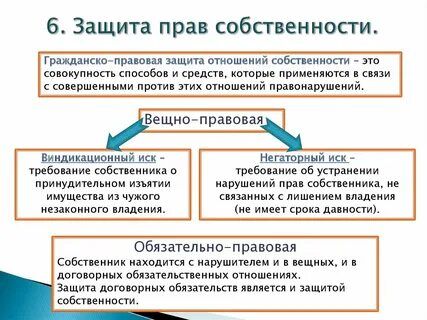 6. Защита прав собственности.
Гражданско-правовая защита отношений собственности – это
совокупность способов и средств, которые применяются в связи
с совершенными против этих отношений правонарушений.
Вещно-правовая
Виндикационный иск –
требование собственника о
принудительном изъятии
имущества из чужого
незаконного владения.
Негаторный иск –
требование об устранении
нарушений прав собственника, не
связанных с лишением владения
(не имеет срока давности).
Обязательно-правовая
Собственник находится с нарушителем и в вещных, и в
договорных обязательственных отношениях.
Защита договорных обязательств является и защитой
собственности.